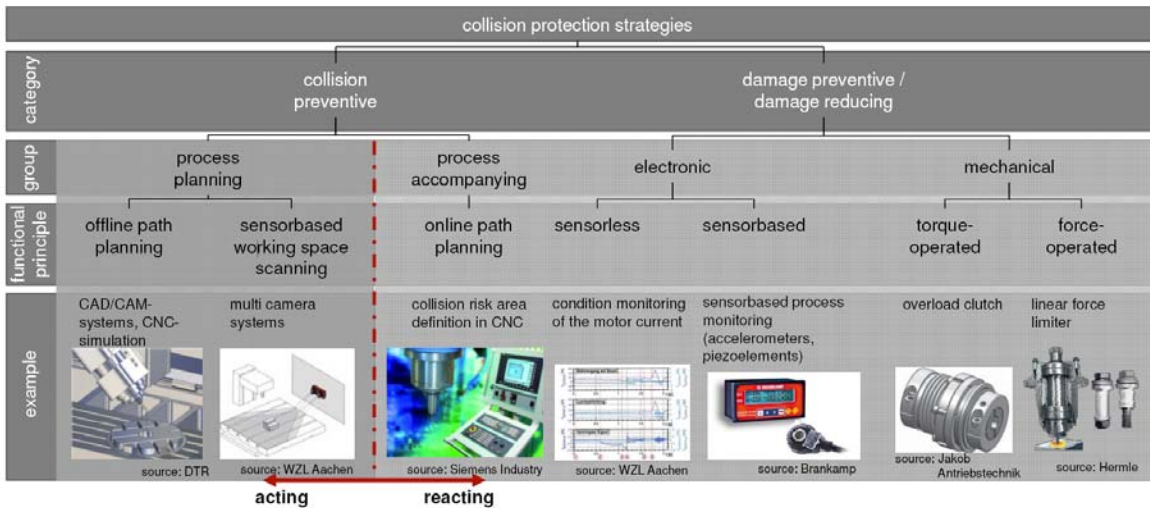 collision protection strategies
category
collision
preventive
damage preventive /
damage reducing
group
process
planning
process
accompanying
electronic
mechanical
functional
principle
offline path
planning
sensorbased
working space
scanning
online path
planning
sensorless
sensorbased
torque-
operated
force-
operated
example
CAD/CAM-
systems, CNC-
simulation
multi camera
systems
collision risk area
definition in CNC
condition monitoring
of the motor current
sensorbased process
monitoring
(accelerometers,
piezoelements)
overload clutch
linear force
limiter
source: DTR
source: WZL Aachen
source: Siemens Industry
source: WZL Aachen
source: Brankamp
source: Jakob
Antriebstechnik
source: Hermle
acting
reacting